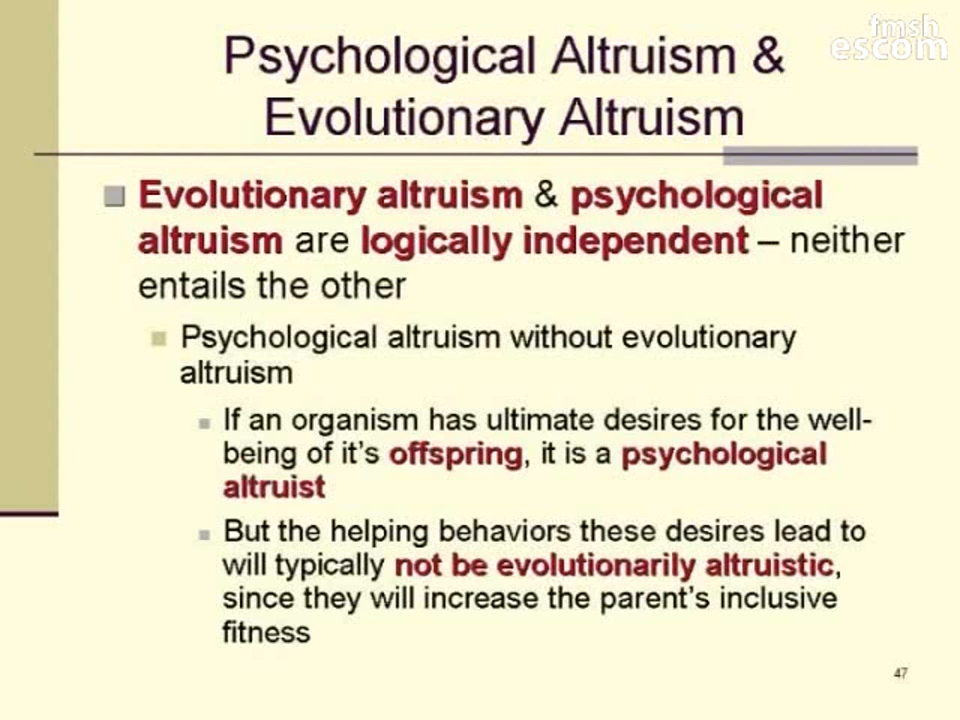 fmsh
escom
Psychological Altruism &
Evolutionary Altruism
Evolutionary altruism & psychological
altruism are logically independent – neither
entails the other
Psychological altruism without evolutionary
altruism
If an organism has ultimate desires for the well-
being of it's offspring, it is a psychological
altruist
But the helping behaviors these desires lead to
will typically not be evolutionarily altruistic,
since they will increase the parent's inclusive
fitness
47